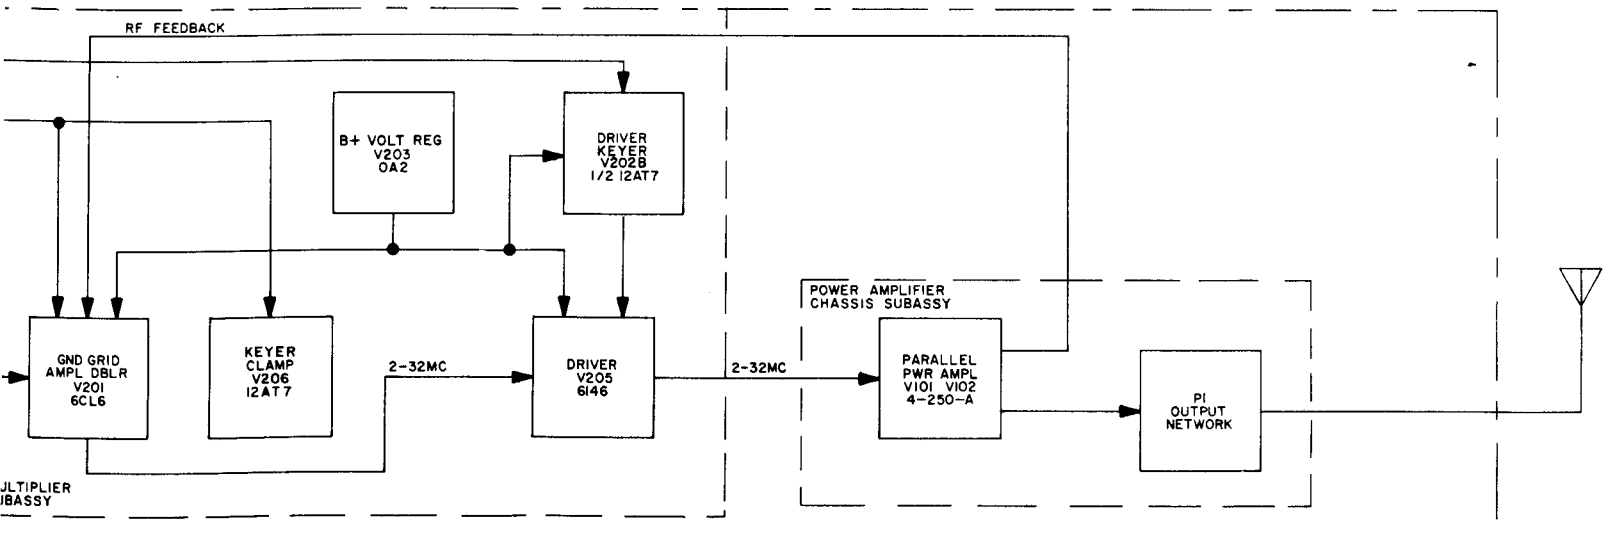 RF FEEDBACK
B+ VOLT REG
V203
OA2
DRIVER
KEYER
V202B
1/2 12AT7
POWER AMPLIFIER
CHASSIS SUBASSY
GND GRID
AMPL DBLR
V201
6CL6
KEYER
CLAMP
V206
12AT7
2-32MC
DRIVER
V205
6146
2-32MC
PARALLEL
PWR AMPL
V101 V102
4-250-A
PI
OUTPUT
NETWORK
ULTIPLIER
UBASSY